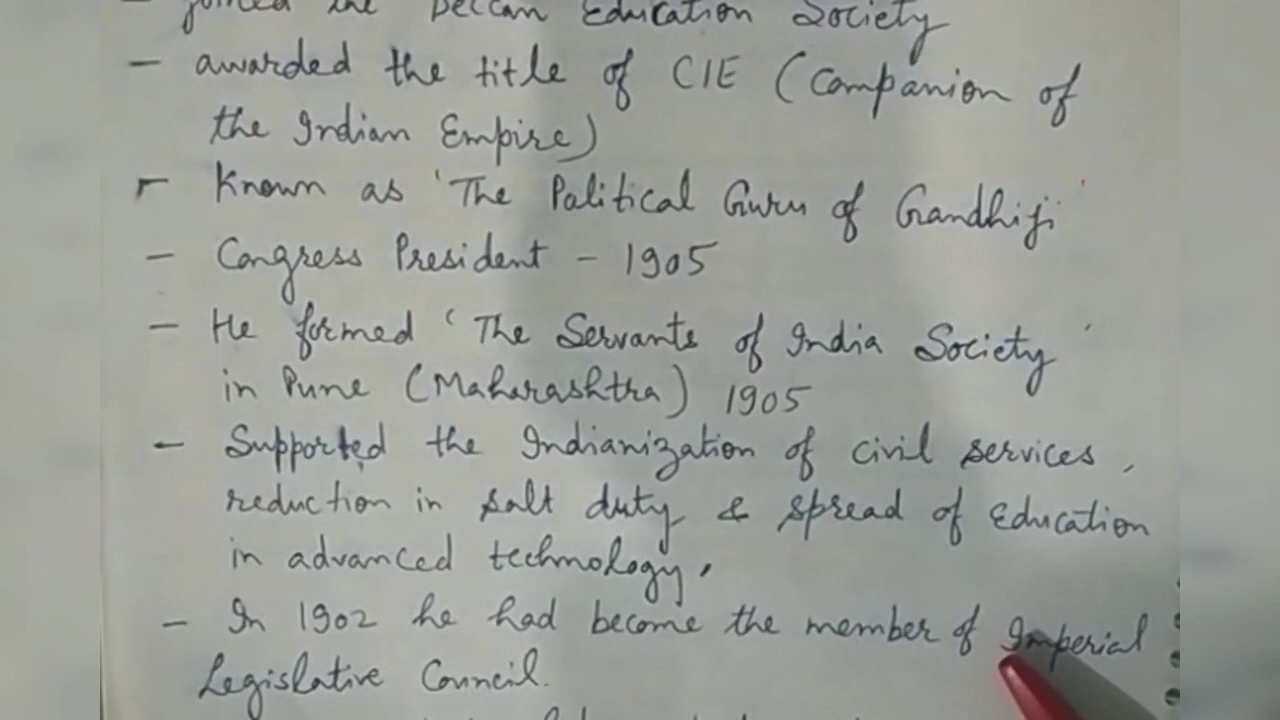 - joined the Deccan Education Society
- awarded the title of CIE (Companion of
the Indian Empire)
- Known as 'The Political Guru of Gandhiji'
- Congress President - 1905
- He formed 'The Servants of India Society'
in Pune (Maharashtra) 1905
- Supported the Indianization of civil services,
reduction in salt duty & spread of Education
in advanced technology.
- In 1902 he had become the member of Imperial
Legislative Council.